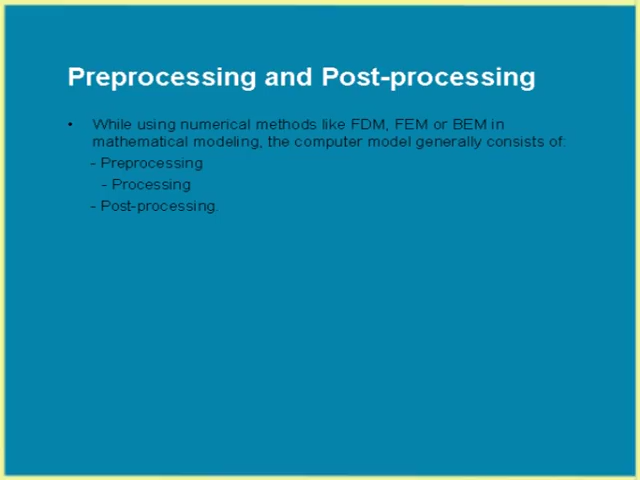 Preprocessing and Post-processing
• While using numerical methods like FDM, FEM or BEM in
mathematical modeling, the computer model generally consists of:
- Preprocessing
- Processing
- Post-processing.